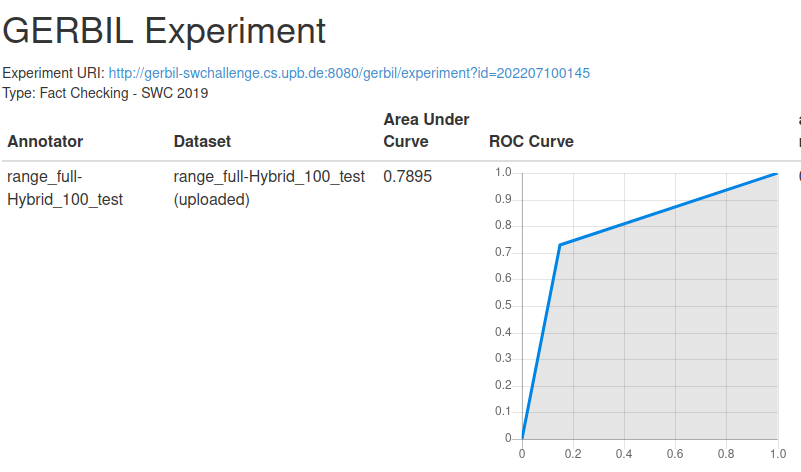 GERBIL Experiment
Experiment URI: http://gerbil-swchallenge.cs.upb.de:8080/gerbil/experiment?id=202207100145
Type: Fact Checking - SWC 2019
Annotator Dataset Area Under Curve ROC Curve
range_full-Hybrid_100_test range_full-Hybrid_100_test (uploaded) 0.7895
1.0
0.9
0.8
0.7
0.6
0.5
0.4
0.3
0.2
0.1
0
0 0.2 0.4 0.6 0.8 1.0